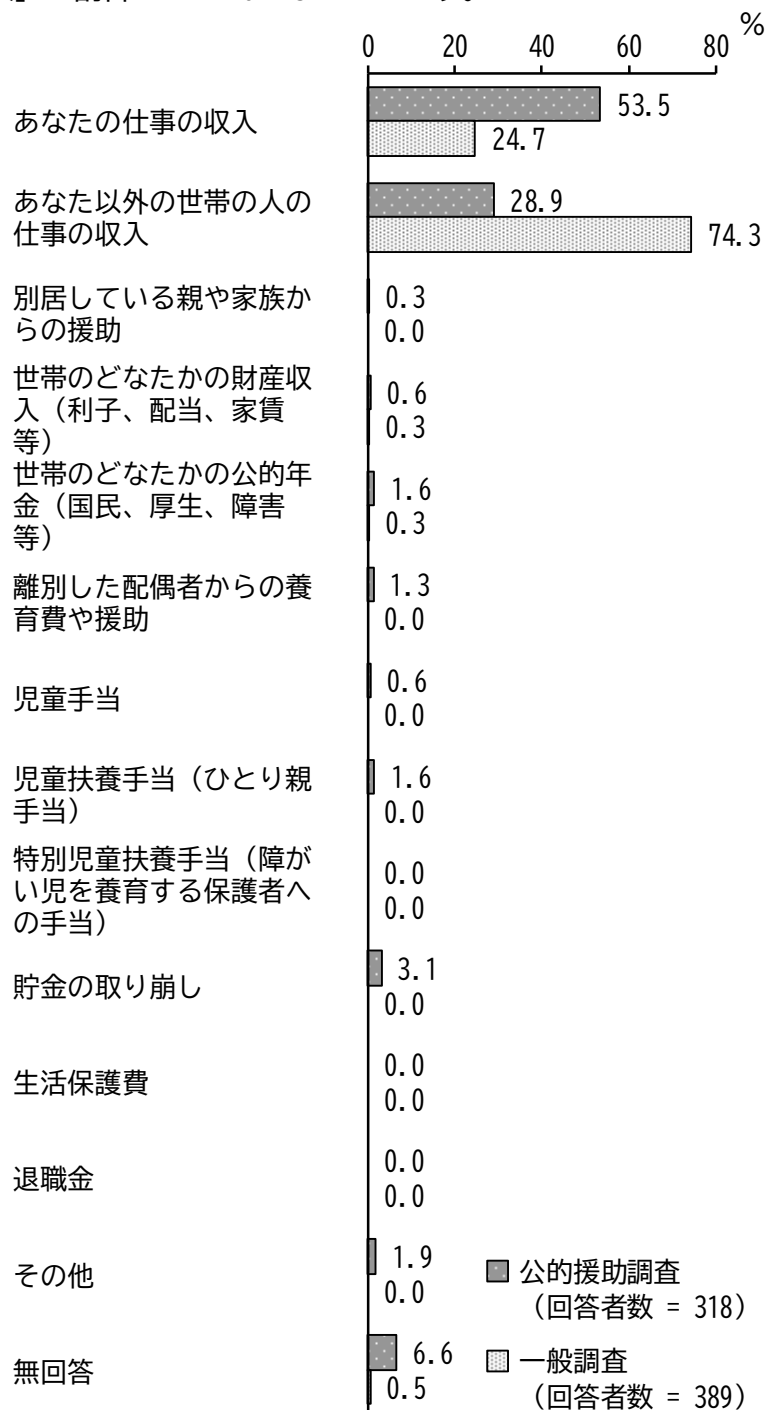 %
0 20 40 60 80
あなたの仕事の収入
53.5
24.7
あなた以外の世帯の人の
仕事の収入
28.9
74.3
別居している親や家族か
らの援助
0.3
0.0
世帯のどなたかの財産収
入（利子、配当、家賃
等）
0.6
0.3
世帯のどなたかの公的年
金（国民、厚生、障害
等）
1.6
0.3
離別した配偶者からの養
育費や援助
1.3
0.0
児童手当
0.6
0.0
児童扶養手当（ひとり親
手当）
1.6
0.0
特別児童扶養手当（障が
い児を養育する保護者へ
の手当）
0.0
0.0
貯金の取り崩し
3.1
0.0
生活保護費
0.0
0.0
退職金
0.0
0.0
その他
1.9
0.0
無回答
6.6
0.5
公的援助調査
（回答者数 = 318）
一般調査
（回答者数 = 389）